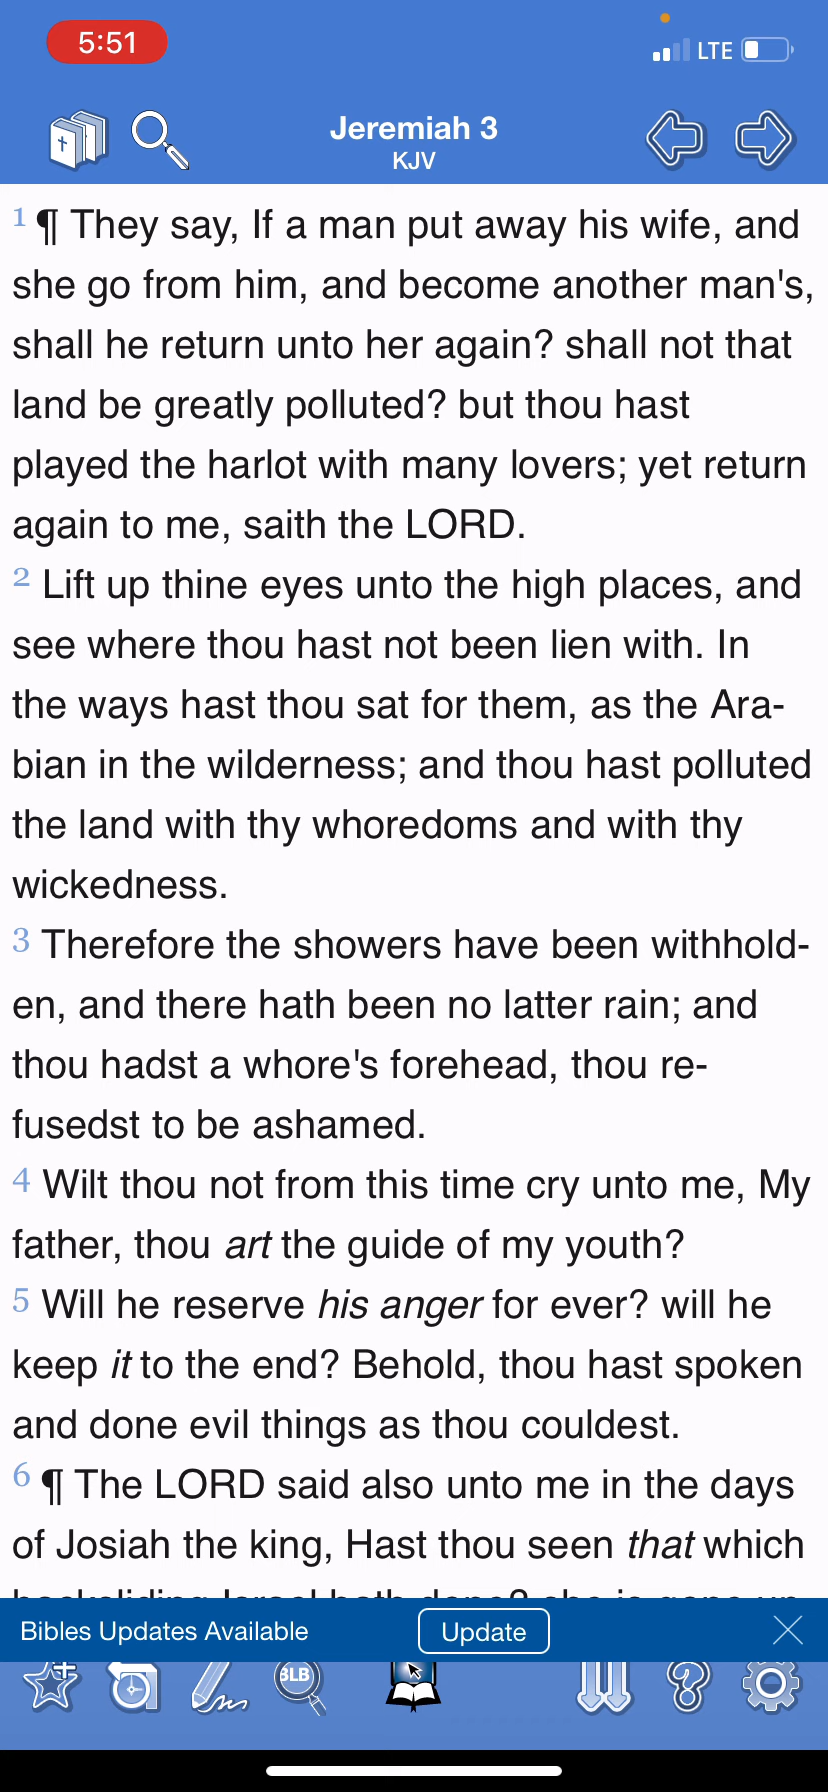 5:51
LTE
Jeremiah 3
KJV
1 ¶ They say, If a man put away his wife, and
she go from him, and become another man's,
shall he return unto her again? shall not that
land be greatly polluted? but thou hast
played the harlot with many lovers; yet return
again to me, saith the LORD.
2 Lift up thine eyes unto the high places, and
see where thou hast not been lien with. In
the ways hast thou sat for them, as the Ara-
bian in the wilderness; and thou hast polluted
the land with thy whoredoms and with thy
wickedness.
3 Therefore the showers have been withhold-
en, and there hath been no latter rain; and
thou hadst a whore's forehead, thou re-
fusedst to be ashamed.
4 Wilt thou not from this time cry unto me, My
father, thou art the guide of my youth?
5 Will he reserve his anger for ever? will he
keep it to the end? Behold, thou hast spoken
and done evil things as thou couldest.
6 ¶ The LORD said also unto me in the days
of Josiah the king, Hast thou seen that which
Bibles Updates Available
Update
BLB